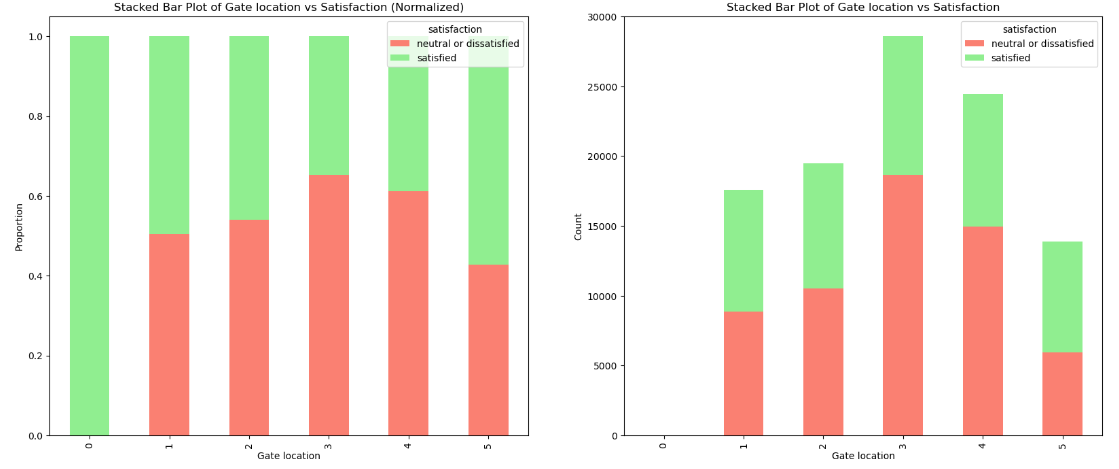 Stacked Bar Plot of Gate location vs Satisfaction (Normalized)
satisfaction
neutral or dissatisfied
satisfied
1.0
0.8
0.6
0.4
0.2
0.0
Proportion
0 1 2 3 4 5
Gate location
Stacked Bar Plot of Gate location vs Satisfaction
satisfaction
neutral or dissatisfied
satisfied
30000
25000
20000
15000
10000
5000
0
Count
0 1 2 3 4 5
Gate location